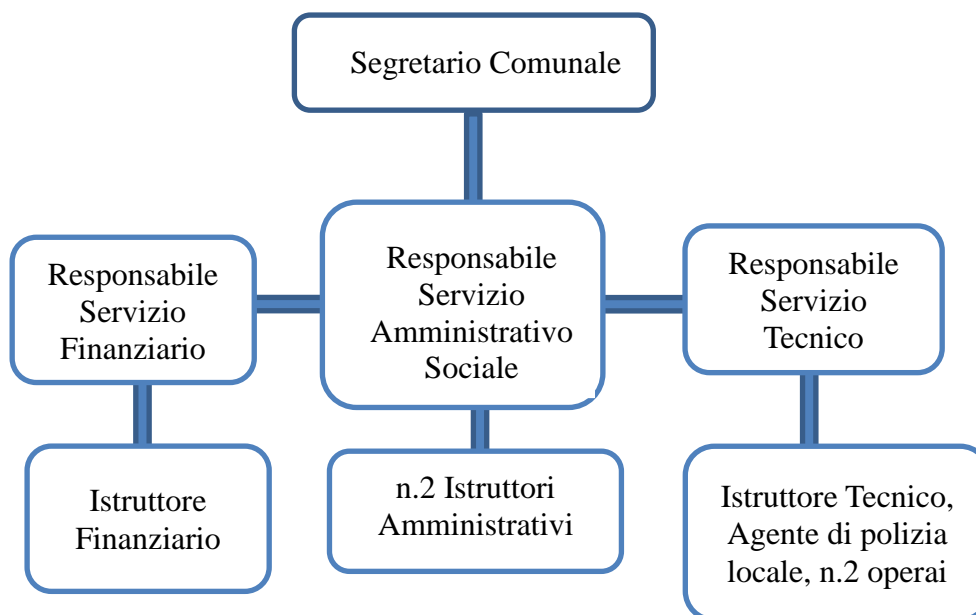 Segretario Comunale
Responsabile
Servizio
Finanziario
Responsabile
Servizio
Amministrativo
Sociale
Responsabile
Servizio
Tecnico
Istruttore
Finanziario
n.2 Istruttori
Amministrativi
Istruttore Tecnico,
Agente di polizia
locale, n.2 operai